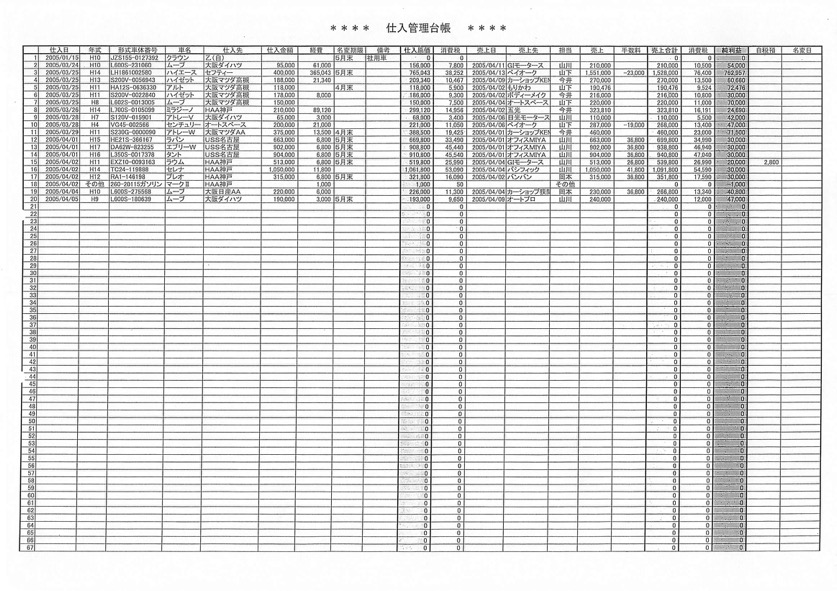 ＊＊＊＊ 仕入管理台帳 ＊＊＊＊
仕入日 年式 形式車体番号 車名 仕入先 仕入金額 経費 名変期限 備考 仕入原価 消費税 売上日 売上先 担当 売上 手数料 売上合計 消費税 純利益 自税預 名変日
1 2005/01/15 H10 JZS155-0127392 クラウン 乙(自) 5月末 社用車 0 0 0 0 0
2 2005/03/24 H10 L600S-231060 ムーブ 大阪ダイハツ 95,000 61,000 156,000 7,800 2005/04/11 GIモータース 山川 210,000 210,000 10,500 54,000
3 2005/03/25 H14 LH1861002580 ハイエース セフティー 400,000 365,043 5月末 765,043 38,252 2005/04/13 ベイオーク 山下 1,551,000 -23,000 1,528,000 76,400 762,957
4 2005/03/25 H13 S200V-0056943 ハイゼット 大阪マツダ高槻 188,000 21,340 209,340 10,467 2005/04/09 カーショップKEN 今井 270,000 270,000 13,500 60,660
5 2005/03/25 H11 HA12S-0636330 アルト 大阪マツダ高槻 118,000 4月末 118,000 5,900 2005/04/02 もりかわ 山下 190,476 190,476 9,524 72,476
6 2005/03/25 H11 S200V-0022840 ハイゼット 大阪マツダ高槻 178,000 8,000 186,000 9,300 2005/04/02 ボディーメイク 今井 216,000 216,000 10,800 30,000
7 2005/03/25 H8 L602S-0013005 ムーブ 大阪マツダ高槻 150,000 150,000 7,500 2005/04/04 オートスペース 山下 220,000 220,000 11,000 70,000
8 2005/03/26 H14 L700S-0105099 ミラジーノ HAA神戸 210,000 89,120 299,120 14,956 2005/04/02 五光 今井 323,810 323,810 16,191 24,690
9 2005/03/28 H7 S120V-019901 アトレーV 大阪ダイハツ 65,000 3,000 68,000 3,400 2005/04/06 日克モータース 山川 110,000 110,000 5,500 42,000
10 2005/03/28 H4 VG45-002566 センチュリー オートスペース 200,000 21,000 221,000 11,050 2005/04/06 ベイオーク 山下 287,000 -19,000 268,000 13,400 47,000
11 2005/03/29 H11 S230G-0000090 アトレーW 大阪マツダAA 375,000 13,500 4月末 388,500 19,425 2005/04/01 カーショップKEN 今井 460,000 460,000 23,000 71,500
12 2005/04/01 H15 HE21S-366167 ラパン USS名古屋 663,000 6,800 5月末 669,800 33,490 2005/04/01 オフィスMIYA 山川 663,000 36,800 699,800 34,990 30,000
13 2005/04/01 H17 DA62W-823255 エブリーW USS名古屋 902,000 6,800 5月末 908,800 45,440 2005/04/01 オフィスMIYA 山川 902,000 36,800 938,800 46,940 30,000
14 2005/04/01 H16 L350S-0017378 タント USS名古屋 904,000 6,800 5月末 910,800 45,540 2005/04/01 オフィスMIYA 山川 904,000 36,800 940,800 47,040 30,000
15 2005/04/02 H11 EXZ10-0093163 ラウム HAA神戸 513,000 6,800 5月末 519,800 25,990 2005/04/11 GIモータース 山川 513,000 26,800 539,800 26,990 20,000 2,800
16 2005/04/02 H14 TC24-119888 セレナ HAA神戸 1,050,000 11,800 1,061,800 53,090 2005/04/04 パシフィック 山川 1,050,000 41,800 1,091,800 54,590 30,000
17 2005/04/02 H12 RA1-146198 プレオ HAA神戸 315,000 6,800 5月末 321,800 16,090 2005/04/02 バンバン 岡本 315,000 36,800 351,800 17,590 30,000
18 2005/04/02 その他 260-20115ガソリン マークⅡ HAA神戸 1,000 1,000 50 その他 0 0 -1,000
19 2005/04/04 H10 L600S-275568 ムーブ 大阪日産AA 220,000 6,000 226,000 11,300 2005/04/04 岡本 230,000 36,800 266,800 13,340 40,800
20 2005/04/05 H9 L600S-180639 ムーブ 大阪ダイハツ 190,000 3,000 5月末 193,000 9,650 2005/04/09 オートプロ 山川 240,000 240,000 12,000 47,000
21 0 0 0 0 0
22 0 0 0 0 0
23 0 0 0 0 0
24 0 0 0 0 0
25 0 0 0 0 0
26 0 0 0 0 0
27 0 0 0 0 0
28 0 0 0 0 0
29 0 0 0 0 0
30 0 0 0 0 0
31 0 0 0 0 0
32 0 0 0 0 0
33 0 0 0 0 0
34 0 0 0 0 0
35 0 0 0 0 0
36 0 0 0 0 0
37 0 0 0 0 0
38 0 0 0 0 0
39 0 0 0 0 0
40 0 0 0 0 0
41 0 0 0 0 0
42 0 0 0 0 0
43 0 0 0 0 0
44 0 0 0 0 0
45 0 0 0 0 0
46 0 0 0 0 0
47 0 0 0 0 0
48 0 0 0 0 0
49 0 0 0 0 0
50 0 0 0 0 0
51 0 0 0 0 0
52 0 0 0 0 0
53 0 0 0 0 0
54 0 0 0 0 0
55 0 0 0 0 0
56 0 0 0 0 0
57 0 0 0 0 0
58 0 0 0 0 0
59 0 0 0 0 0
60 0 0 0 0 0
61 0 0 0 0 0
62 0 0 0 0 0
63 0 0 0 0 0
64 0 0 0 0 0
65 0 0 0 0 0
66 0 0 0 0 0
67 0 0 0 0 0